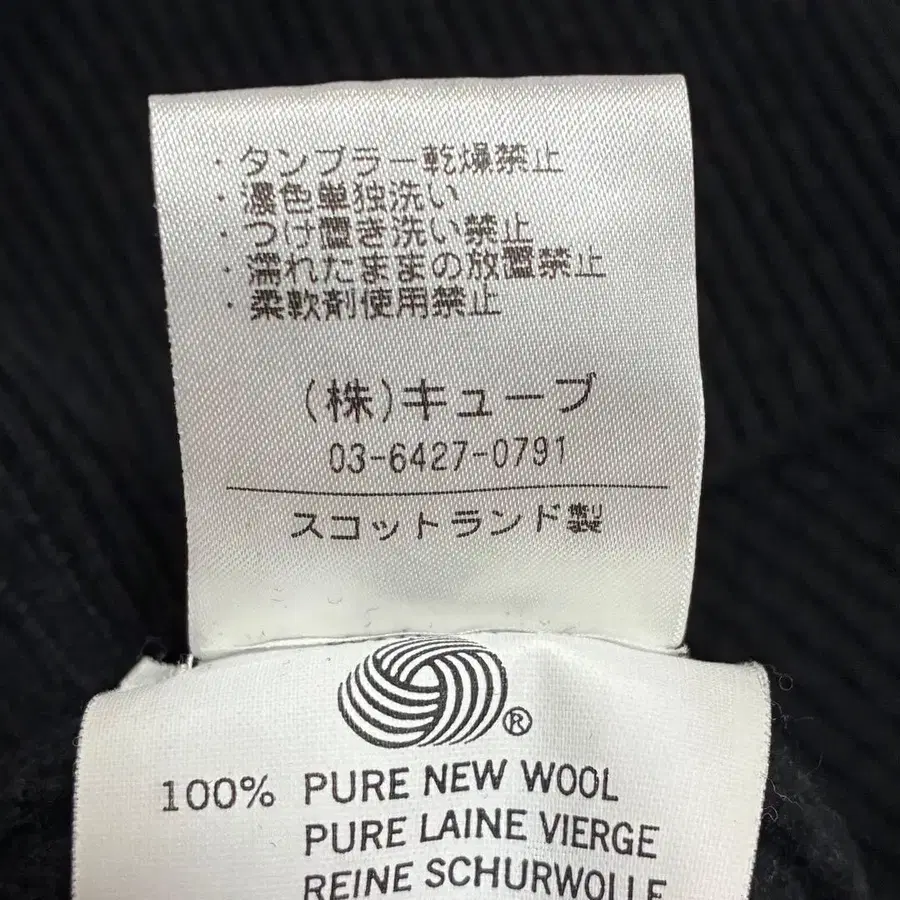 ・タンブラー乾燥禁止
・濃色単独洗い
・つけ置き洗い禁止
・濡れたままの放置禁止
・柔軟剤使用禁止
(株)キューブ
03-6427-0791
スコットランド製
®
100% PURE NEW WOOL
PURE LAINE VIERGE
REINE SCHURWOLLE